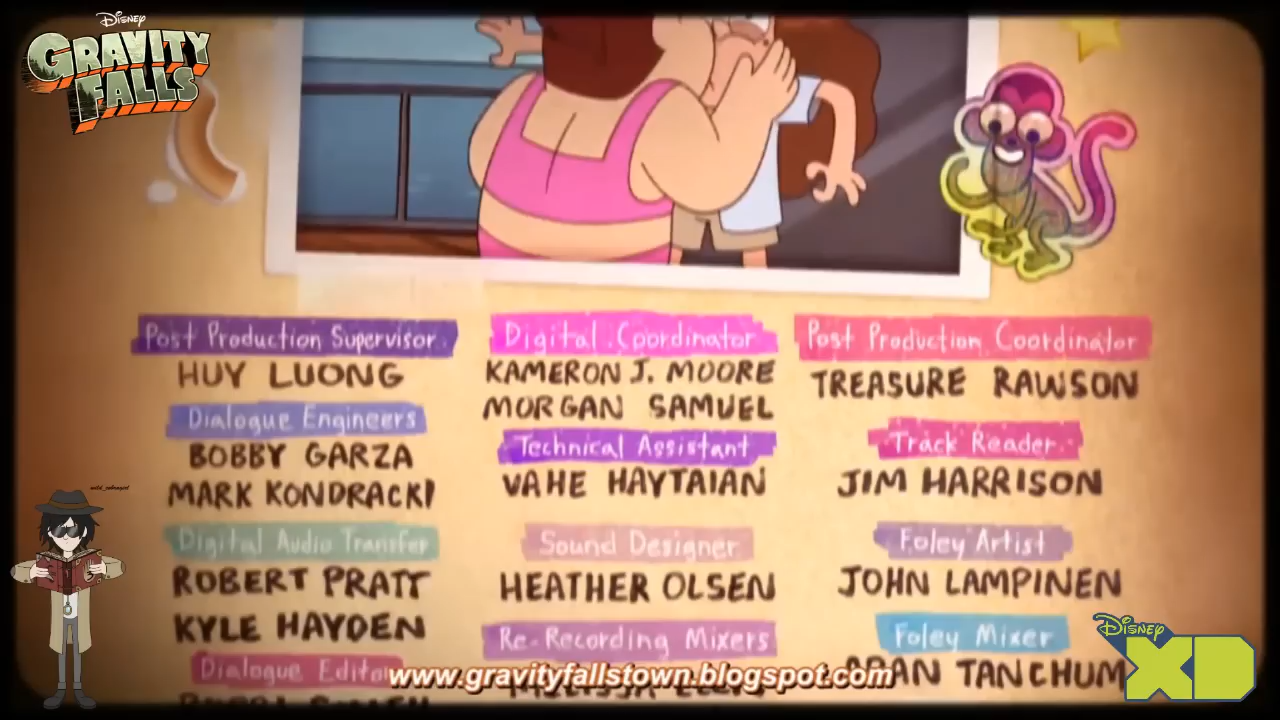 Disney
GRAVITY
FALLS
Post Production Supervisor
HUY LUONG
Dialogue Engineers
BOBBY GARZA
MARK KONDRACKI
Digital Audio Transfer
ROBERT PRATT
KYLE HAYDEN
Dialogue Editor
Digital Coordinator
KAMERON J. MOORE
MORGAN SAMUEL
Technical Assistant
VAHE HAYTAIAN
Sound Designer
HEATHER OLSEN
Re-Recording Mixers
Post Production Coordinator
TREASURE RAWSON
Track Reader
JIM HARRISON
Foley Artist
JOHN LAMPINEN
Foley Mixer
TANCHUM
www.gravityfallstown.blogspot.com
Disney
XD